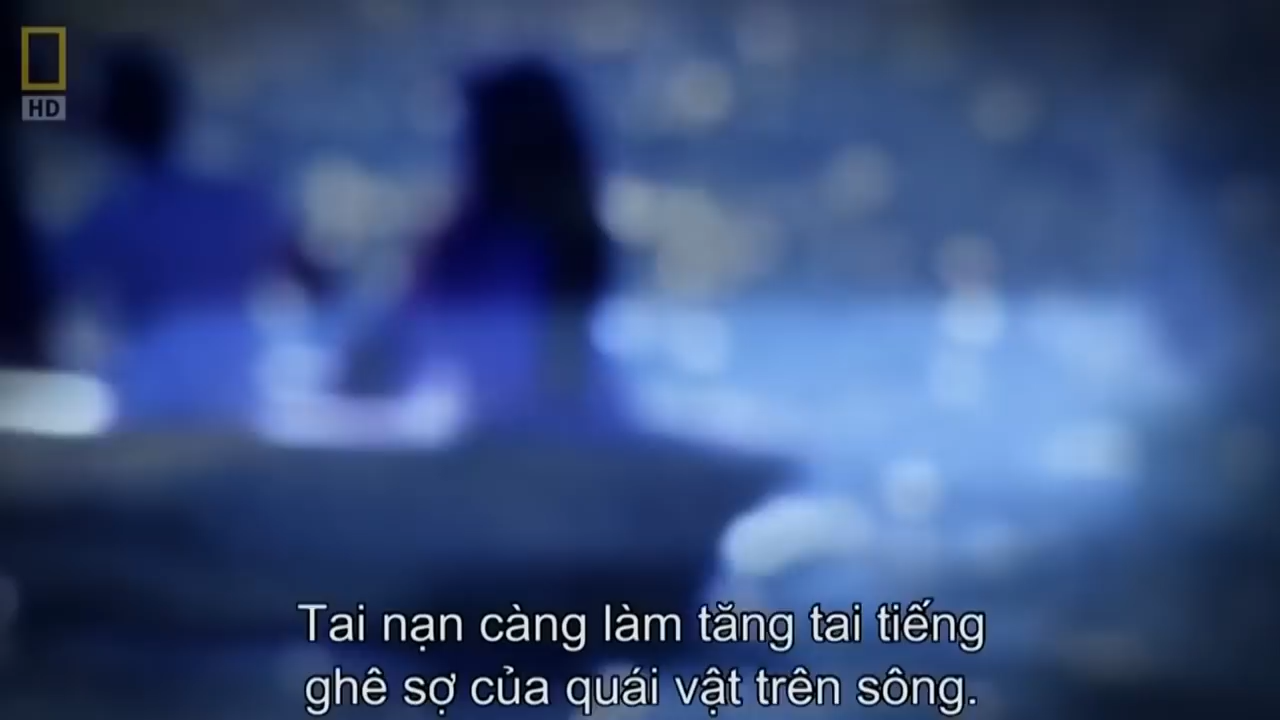 HD
Tai nạn càng làm tăng tai tiếng
ghê sợ của quái vật trên sông.